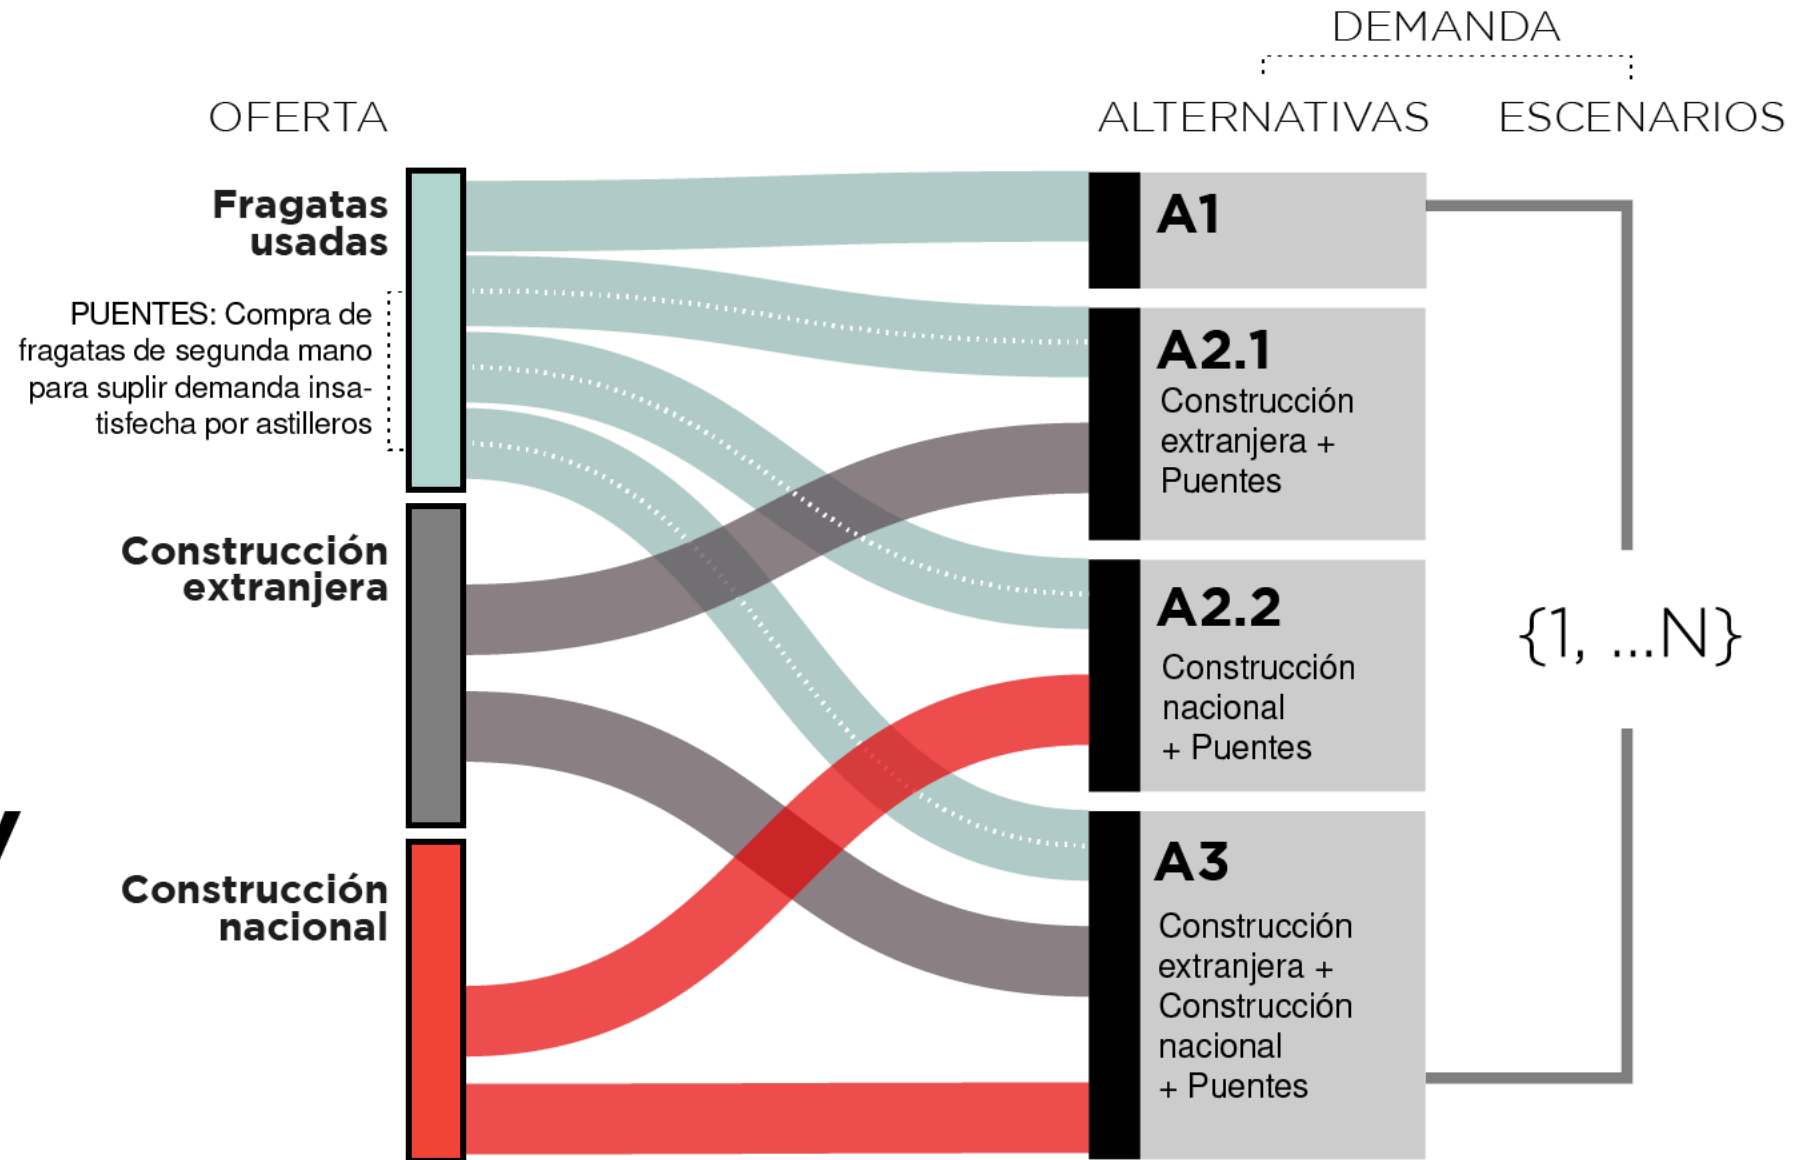 DEMANDA
OFERTA
ALTERNATIVAS
ESCENARIOS
Fragatas
usadas
PUENTES: Compra de
fragatas de segunda mano
para suplir demanda insa-
tisfecha por astilleros
Construcción
extranjera
Construcción
nacional
A1
A2.1
Construcción
extranjera +
Puentes
A2.2
Construcción
nacional
+ Puentes
A3
Construcción
extranjera +
Construcción
nacional
+ Puentes
{1, ...N}